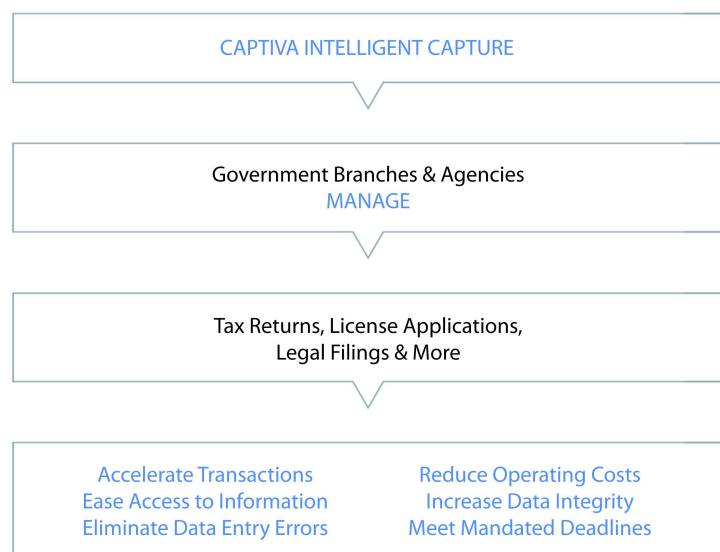 CAPTIVA INTELLIGENT CAPTURE
Government Branches & Agencies
MANAGE
Tax Returns, License Applications,
Legal Filings & More
Accelerate Transactions
Ease Access to Information
Eliminate Data Entry Errors
Reduce Operating Costs
Increase Data Integrity
Meet Mandated Deadlines